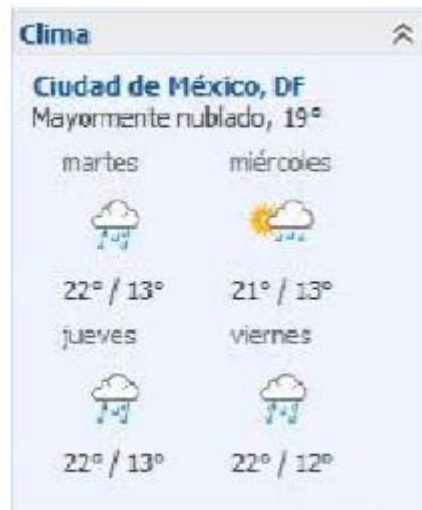 Clima
Ciudad de México, DF
Mayormente nublado, 19°
martes miércoles
22° / 13° 21° / 13°
jueves viernes
22° / 13° 22° / 12°